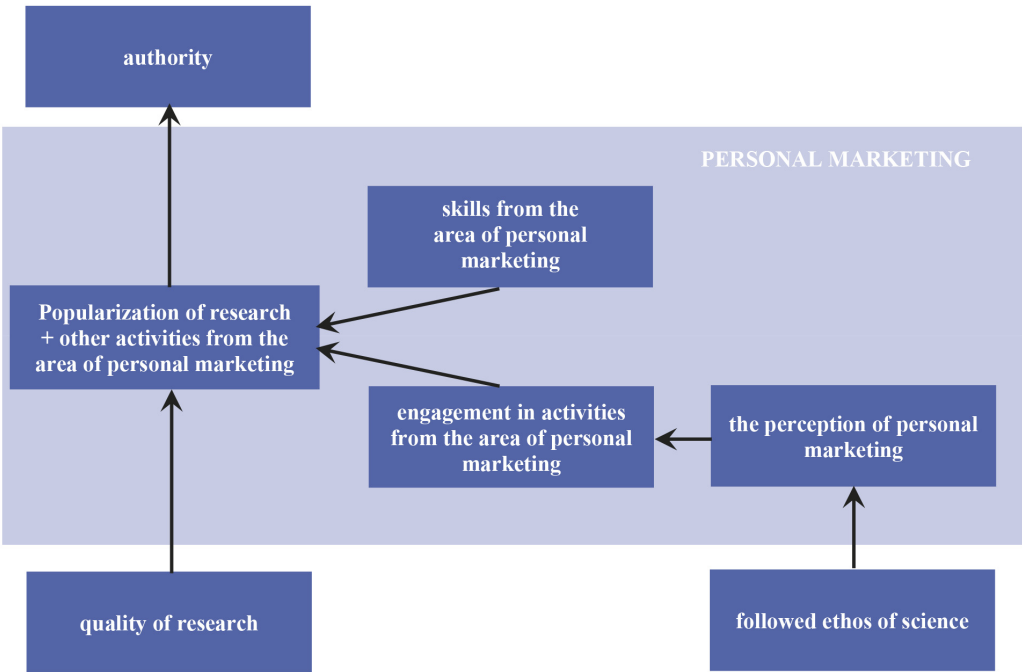 authority
PERSONAL MARKETING
skills from the
area of personal
marketing
Popularization of research
+ other activities from the
area of personal marketing
engagement in activities
from the area of personal
marketing
the perception of personal
marketing
quality of research
followed ethos of science